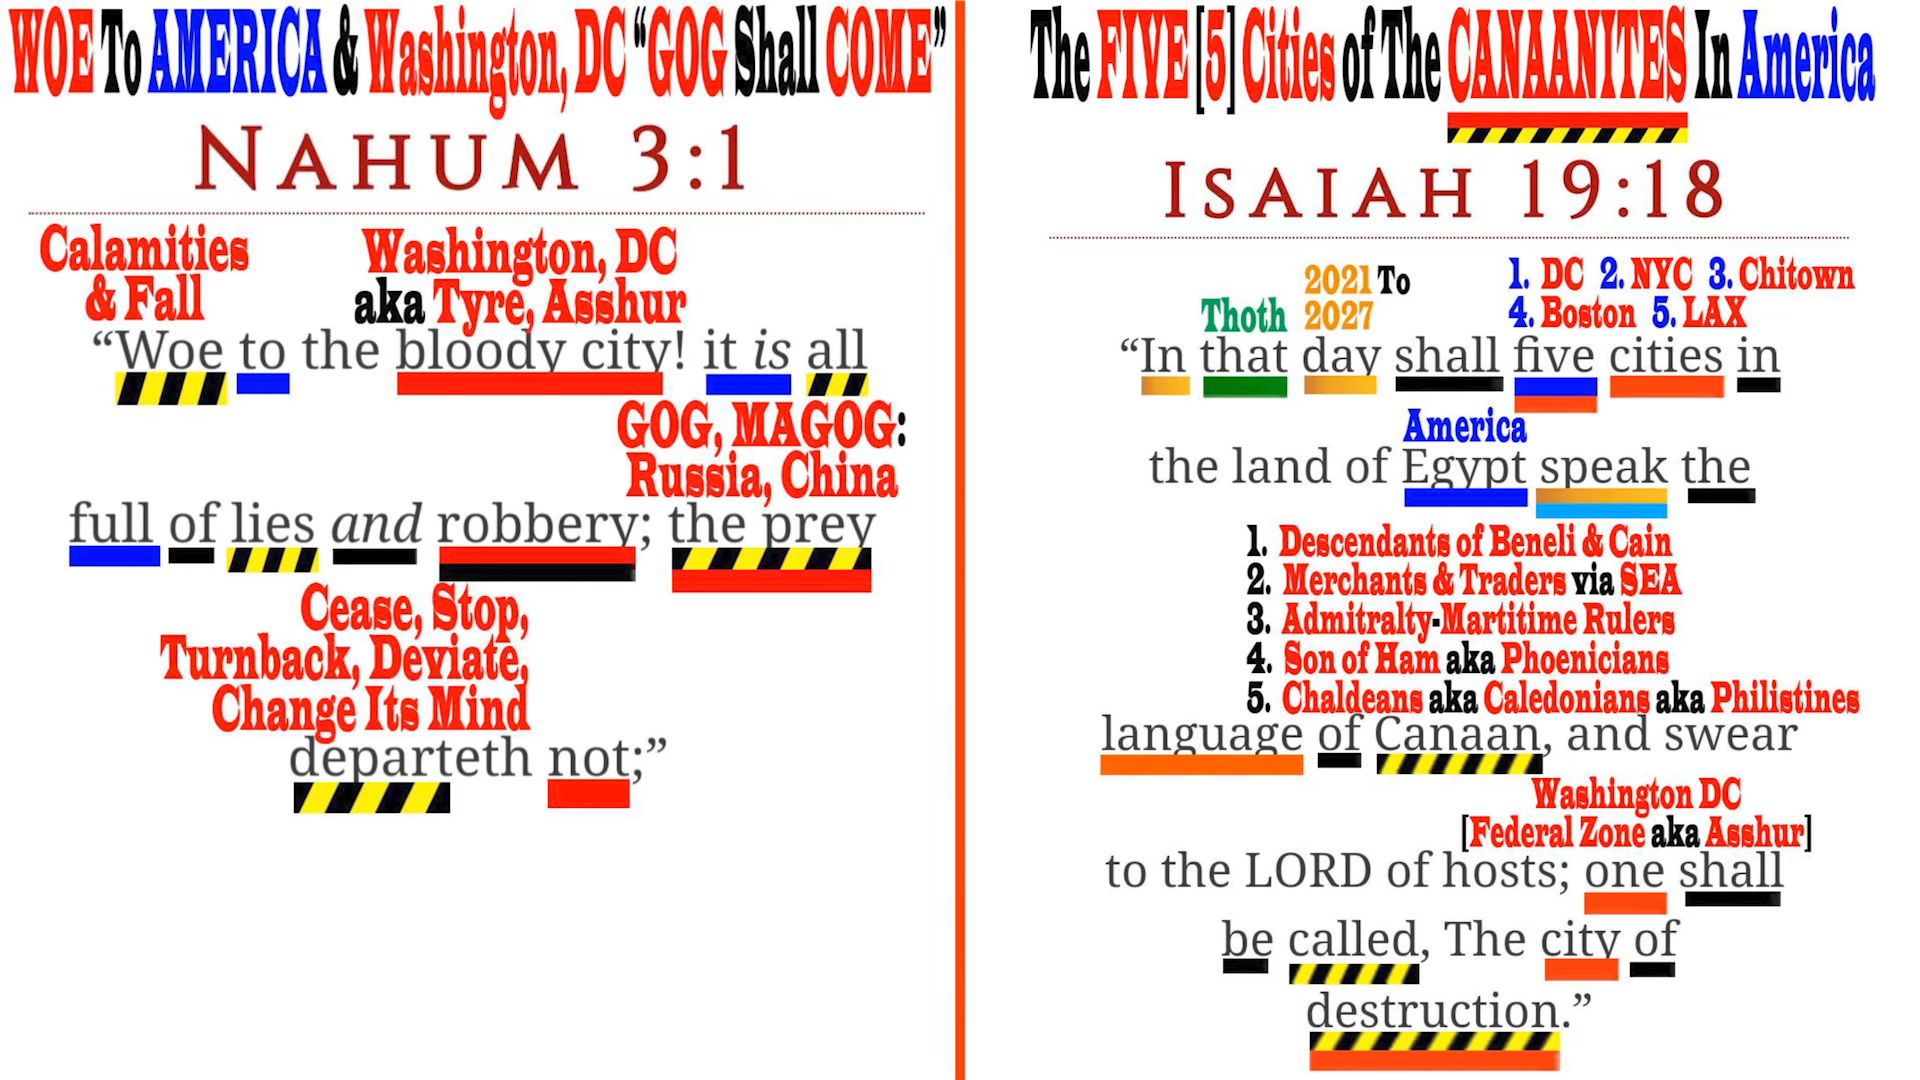 WOE To AMERICA & Washington, DC “GOG Shall COME”
NAHUM 3:1
Calamities
& Fall
Washington, DC
aka Tyre, Asshur
“Woe to the bloody city! it is all
GOG, MAGOG:
Russia, China
full of lies and robbery; the prey
Cease, Stop,
Turnback, Deviate,
Change Its Mind
departeth not;”
The FIVE [5] Cities of The CANAANITES In America
ISAIAH 19:18
Thoth
2021 To
2027
1. DC 2. NYC 3. Chitown
4. Boston 5. LAX
“In that day shall five cities in
America
the land of Egypt speak the
1. Descendants of Beneli & Cain
2. Merchants & Traders via SEA
3. Admitralty-Martitime Rulers
4. Son of Ham aka Phoenicians
5. Chaldeans aka Caledonians aka Philistines
language of Canaan, and swear
Washington DC
[Federal Zone aka Asshur]
to the LORD of hosts; one shall
be called, The city of
destruction.”